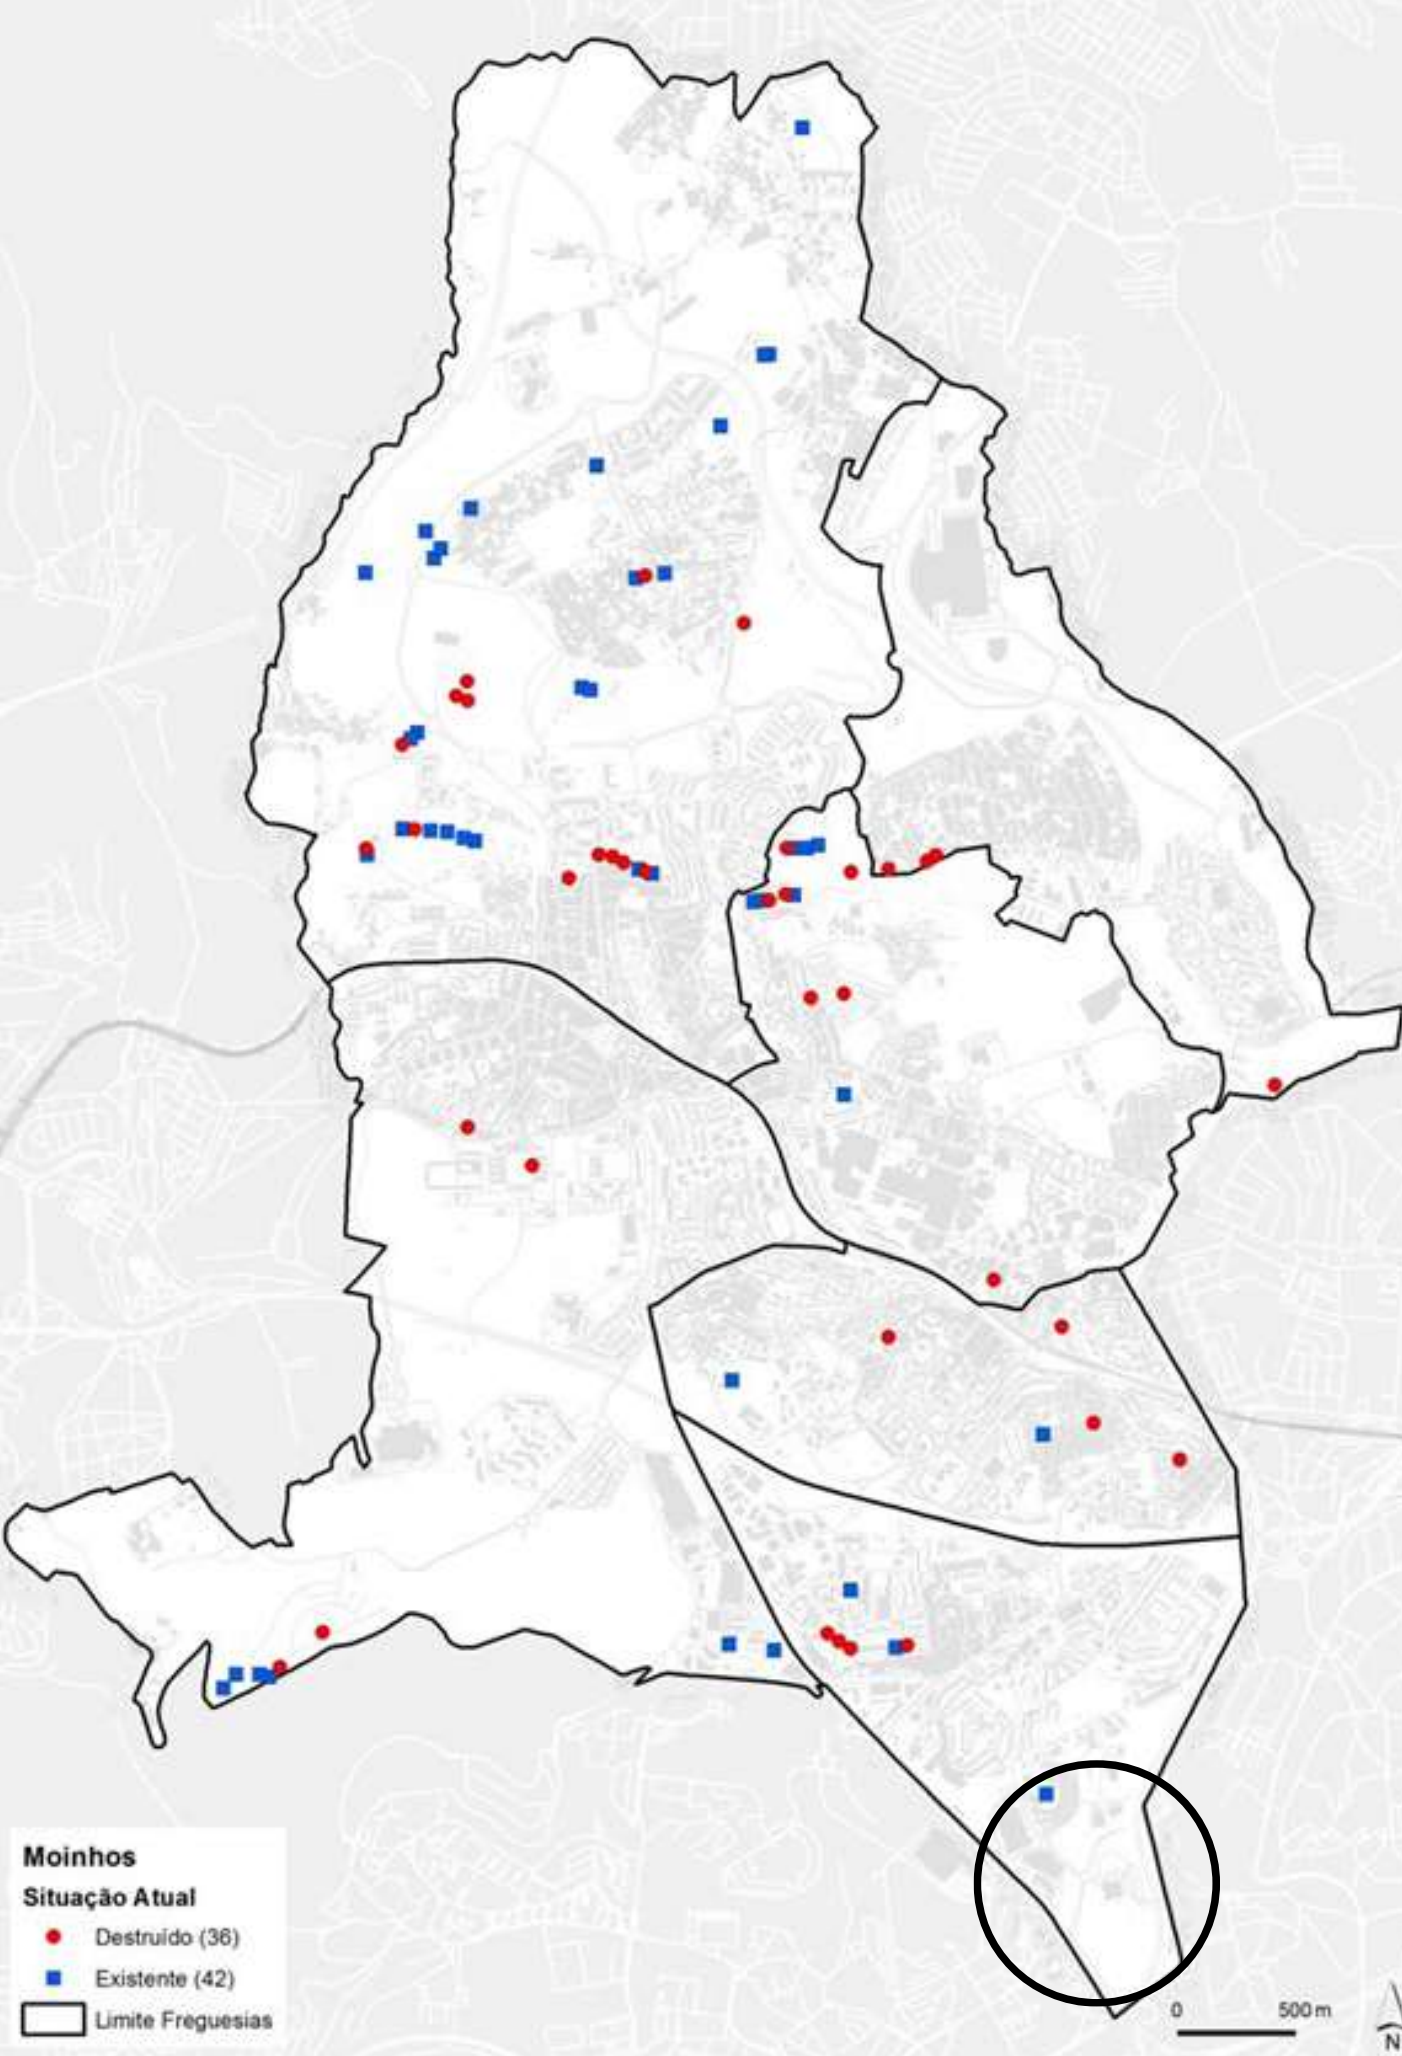 Moinhos
Situação Atual
Destruído (36)
Existente (42)
Limite Freguesias
0 500 m
N